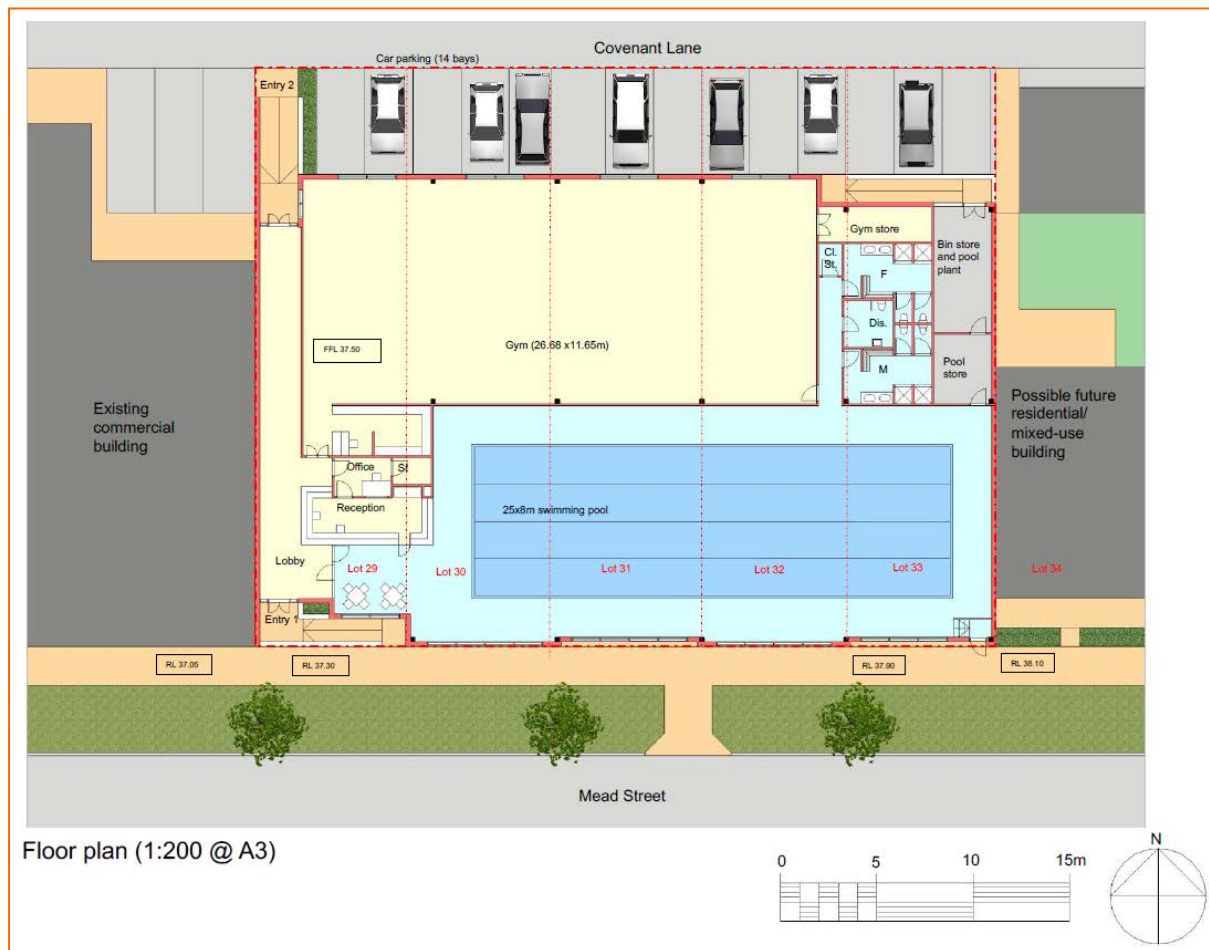 Covenant Lane
Car parking (14 bays)
Entry 2
Gym store
Cl.
St.
F
Bin store
and pool
plant
Dis.
FFL 37.50
Gym (26.68 x11.65m)
M
Pool
store
Existing
commercial
building
Possible future
residential/
mixed-use
building
Office
St
Reception
25x8m swimming pool
Lobby
Lot 29
Lot 30
Lot 31
Lot 32
Lot 33
Lot 34
Entry 1
RL 37.05
RL 37.30
RL 37.90
RL 38.10
Mead Street
Floor plan (1:200 @ A3)
0 5 10 15m
N